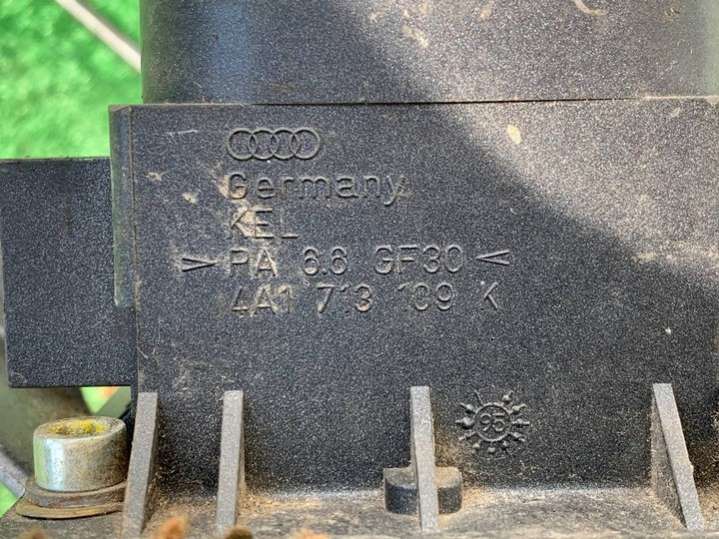 Germany
KEL
> PA 6.6 GF30 <
4A1 713 109 K
95